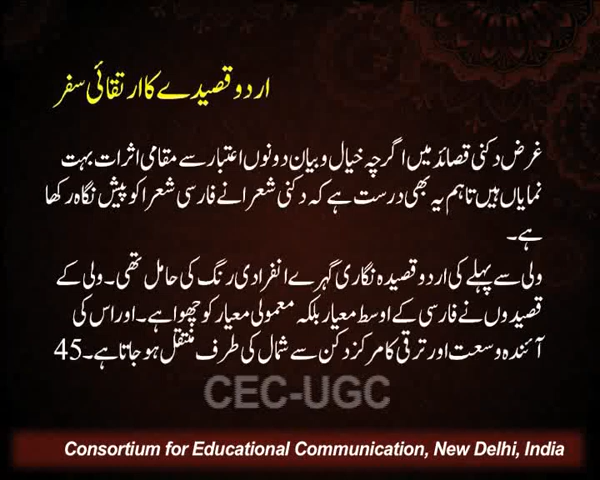 اردو قصیدے کا ارتقائی سفر
غرض دکنی قصائد میں اگرچہ خیال و بیان دونوں اعتبار سے مقامی اثرات بہت
نمایاں ہیں تاہم یہ بھی درست ہے کہ دکنی شعرا نے فارسی شعرا کو پیش نگاہ رکھا
ہے۔
ولی سے پہلے کی اردو قصیدہ نگاری گہرے انفرادی رنگ کی حامل تھی۔ ولی کے
قصیدوں نے فارسی کے اوسط معیار بلکہ معمولی معیار کو چھوا ہے۔ اور اس کی
آئندہ وسعت اور ترقی کا مرکز دکن سے شمال کی طرف منتقل ہو جاتا ہے۔ 45
CEC-UGC
Consortium for Educational Communication, New Delhi, India